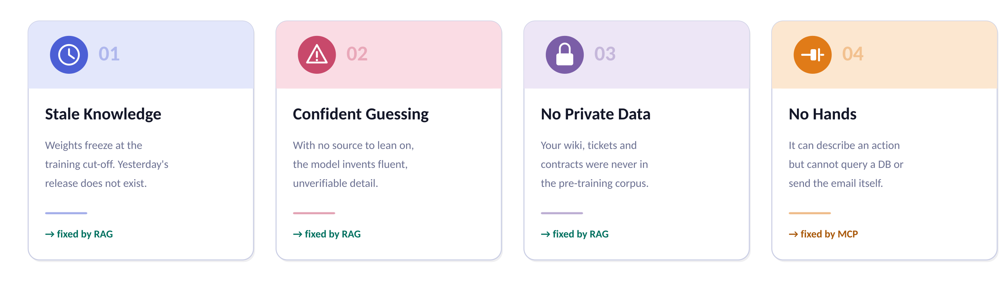 01
Stale Knowledge
Weights freeze at the
training cut-off. Yesterday's
release does not exist.
→ fixed by RAG
02
Confident Guessing
With no source to lean on,
the model invents fluent,
unverifiable detail.
→ fixed by RAG
03
No Private Data
Your wiki, tickets and
contracts were never in
the pre-training corpus.
→ fixed by RAG
04
No Hands
It can describe an action
but cannot query a DB or
send the email itself.
→ fixed by MCP